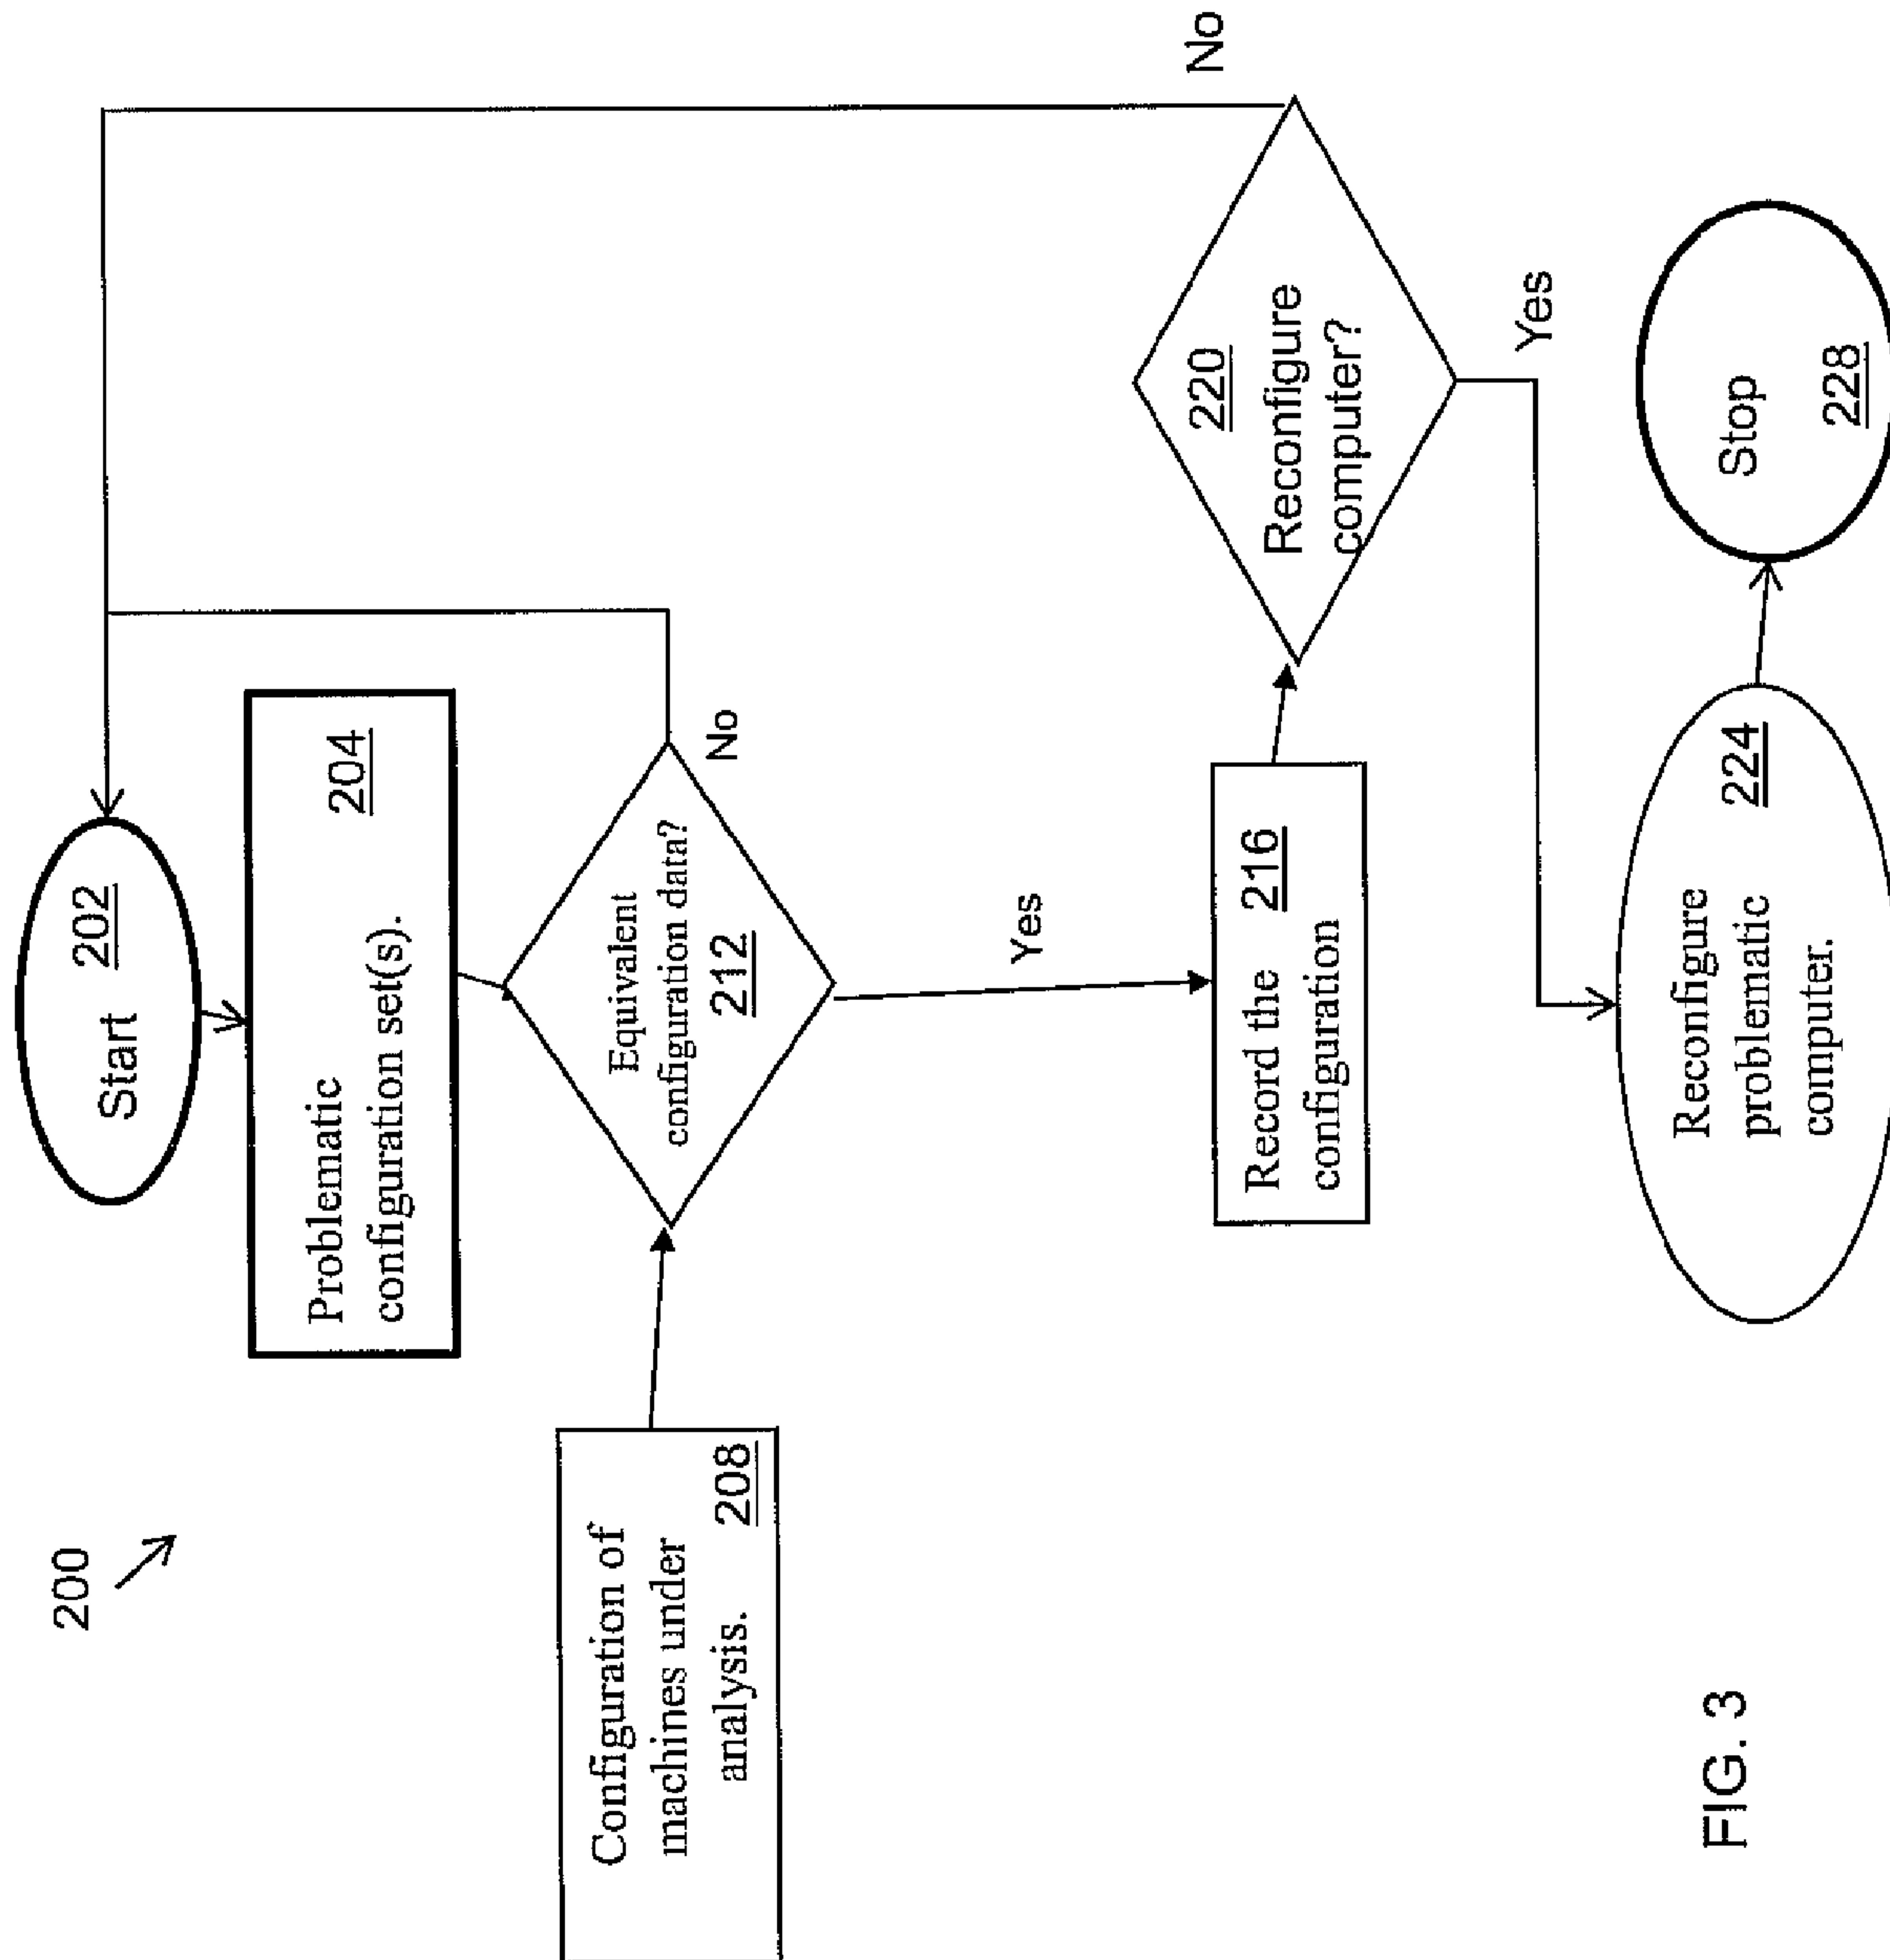 200
Start 202
Problematic
configuration set(s).
204
Configuration of
machines under
analysis.
208
Equivalent
configuration data?
212
No
Yes
Record the
configuration
216
220
Reconfigure
computer?
No
Yes
Reconfigure
problematic
computer.
224
Stop
228
FIG. 3